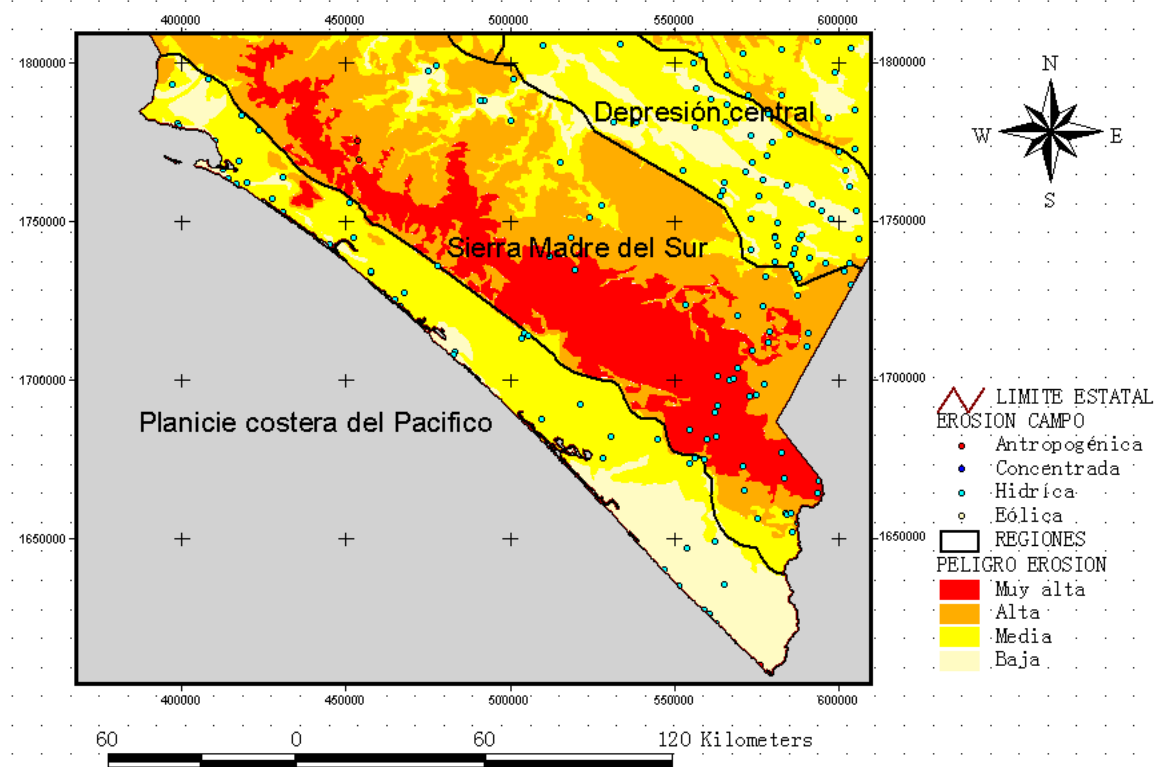 400000 450000 500000 550000 600000
1800000 1800000
Depresión central
1750000 1750000
Sierra Madre del Sur
1700000 1700000
Planicie costera del Pacifico
1650000 1650000
400000 450000 500000 550000 600000
60 0 60 120 Kilometers
N
W E
S
LIMITE ESTATAL
EROSION CAMPO
Antropogénica
Concentrada
Hidríca
Eólica
REGIONES
PELIGRO EROSION
Muy alta
Alta
Media
Baja